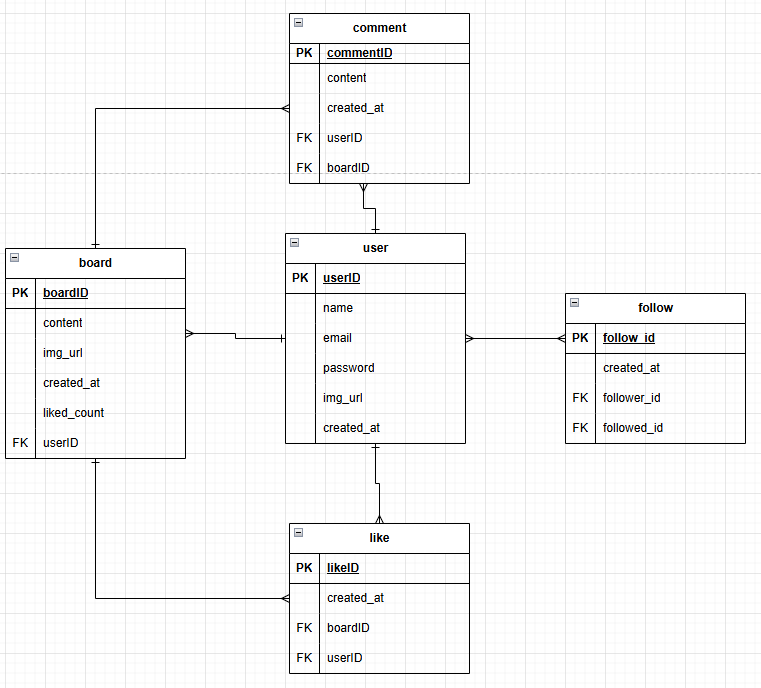 comment
PK commentID
content
created_at
FK userID
FK boardID
user
PK userID
name
email
password
img_url
created_at
board
PK boardID
content
img_url
created_at
liked_count
FK userID
follow
PK follow_id
created_at
FK follower_id
FK followed_id
like
PK likeID
created_at
FK boardID
FK userID